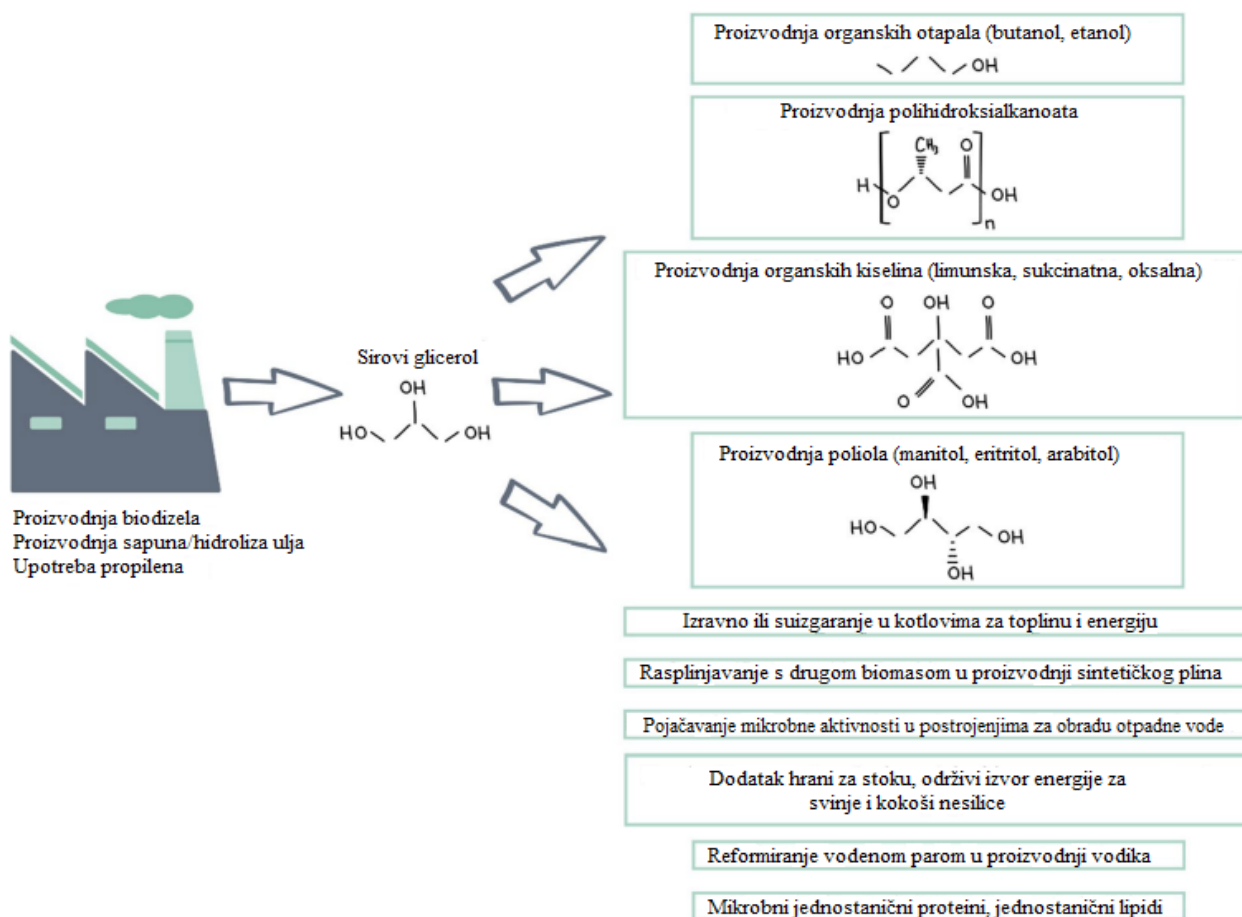 Proizvodnja organskih otapala (butanol, etanol)
OH
Proizvodnja polihidroksialkanoata
CH₃
O
H
O
OH
n
Proizvodnja organskih kiselina (limunska, sukcinatna, oksalna)
O
OH
O
HO
OH
O
OH
Sirovi glicerol
OH
HO
OH
Proizvodnja biodizela
Proizvodnja sapuna/hidroliza ulja
Upotreba propilena
Proizvodnja poliola (manitol, eritritol, arabitol)
OH
HO
OH
OH
Izravno ili suizgaranje u kotlovima za toplinu i energiju
Rasplinjavanje s drugom biomasom u proizvodnji sintetičkog plina
Pojačavanje mikrobne aktivnosti u postrojenjima za obradu otpadne vode
Dodatak hrani za stoku, održivi izvor energije za
svinje i kokoši nesilice
Reformiranje vodenom parom u proizvodnji vodika
Mikrobni jednostanični proteini, jednostanični lipidi